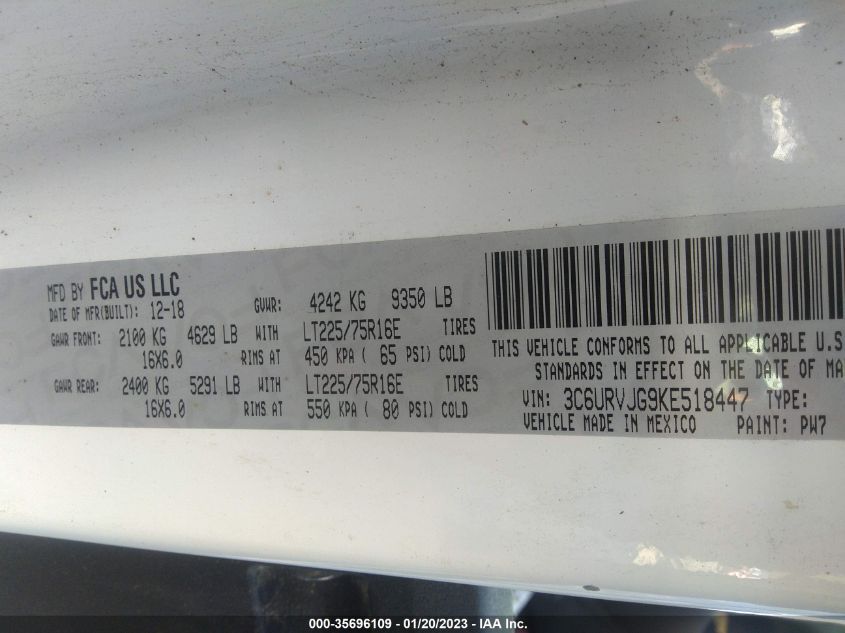 MFD BY FCA US LLC
DATE OF MFR(BUILT): 12-18 GVWR: 4242 KG 9350 LB
GAWR FRONT: 2100 KG 4629 LB WITH LT225/75R16E TIRES
16X6.0 RIMS AT 450 KPA ( 65 PSI) COLD
GAWR REAR: 2400 KG 5291 LB WITH LT225/75R16E TIRES
16X6.0 RIMS AT 550 KPA ( 80 PSI) COLD
THIS VEHICLE CONFORMS TO ALL APPLICABLE U.S
STANDARDS IN EFFECT ON THE DATE OF MA
VIN: 3C6URVJG9KE518447 TYPE:
VEHICLE MADE IN MEXICO PAINT: PW7
000-35696109 - 01/20/2023 - IAA Inc.